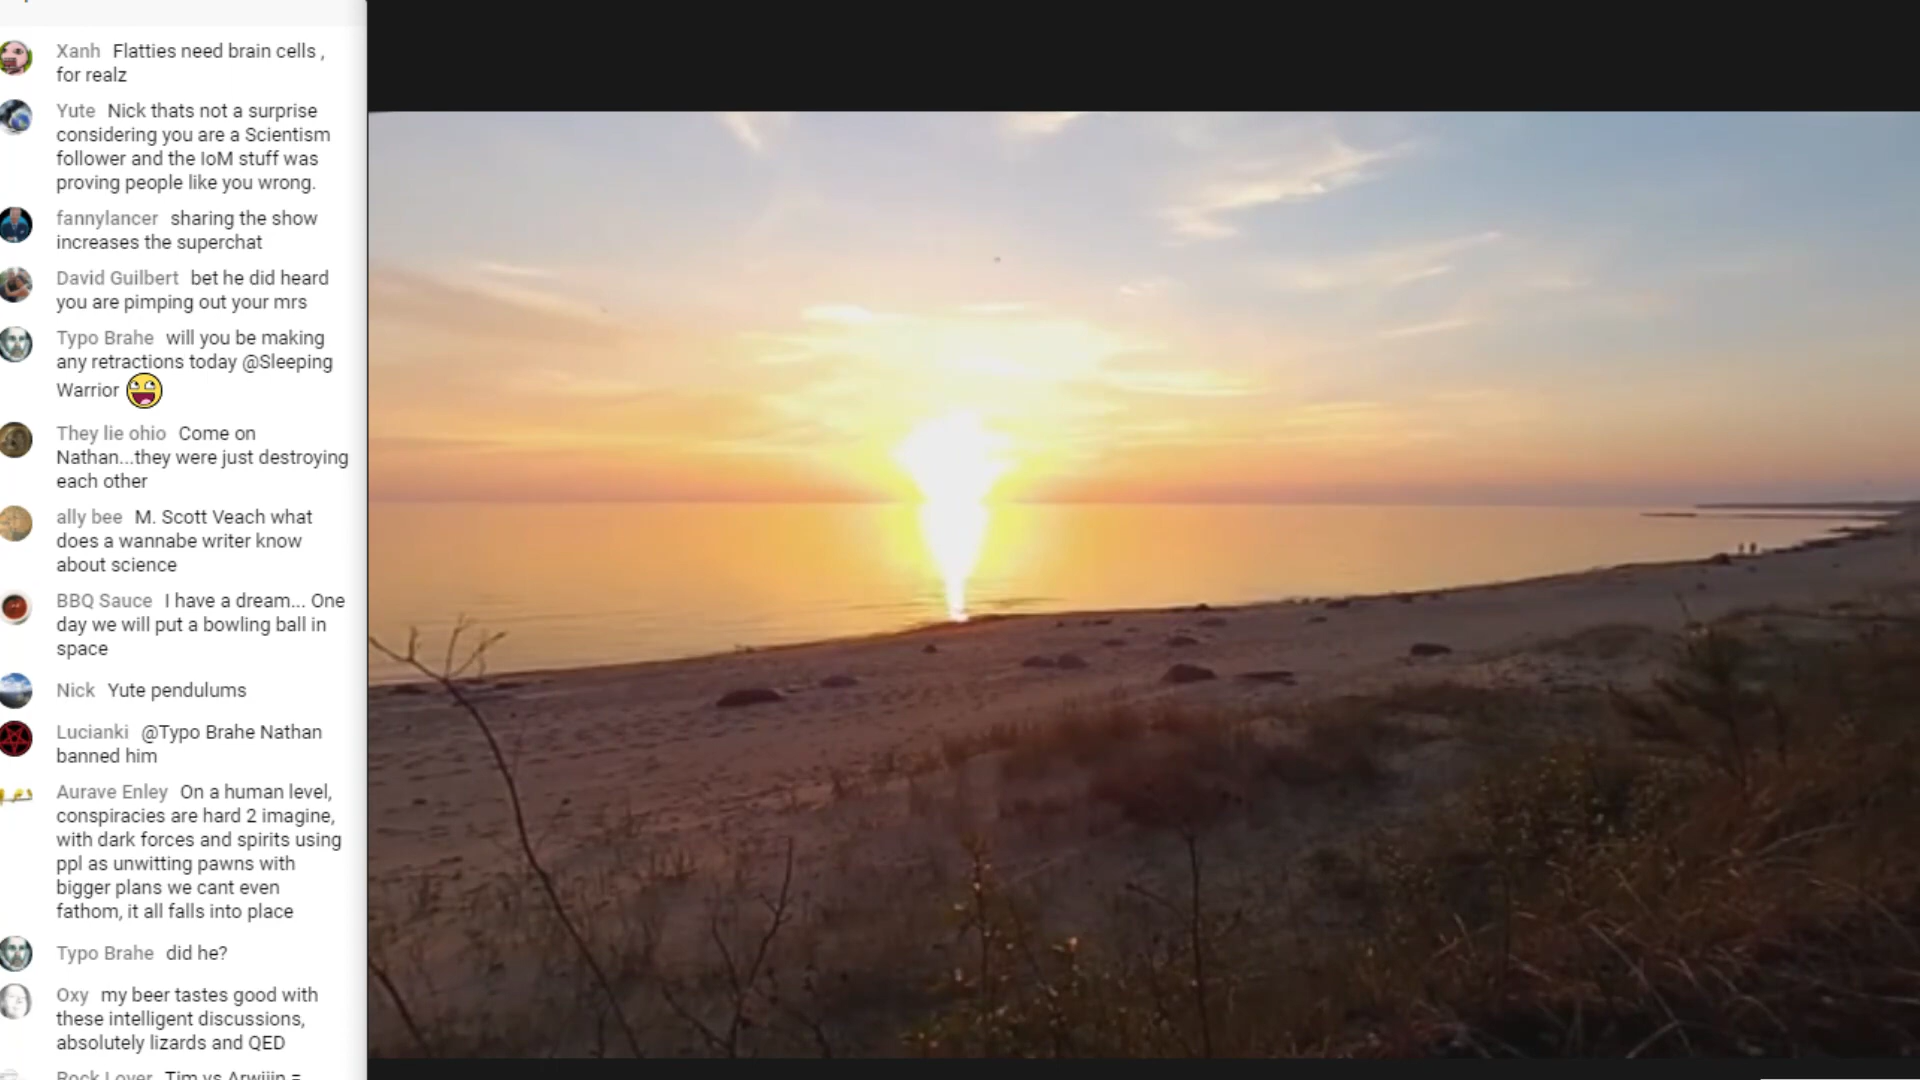 Xanh Flatties need brain cells ,
for realz
Yute Nick thats not a surprise
considering you are a Scientism
follower and the IoM stuff was
proving people like you wrong.
fannylancer sharing the show
increases the superchat
David Guilbert bet he did heard
you are pimping out your mrs
Typo Brahe will you be making
any retractions today @Sleeping
Warrior
They lie ohio Come on
Nathan...they were just destroying
each other
ally bee M. Scott Veach what
does a wannabe writer know
about science
BBQ Sauce I have a dream... One
day we will put a bowling ball in
space
Nick Yute pendulums
Lucianki @Typo Brahe Nathan
banned him
Aurave Enley On a human level,
conspiracies are hard 2 imagine,
with dark forces and spirits using
ppl as unwitting pawns with
bigger plans we cant even
fathom, it all falls into place
Typo Brahe did he?
Oxy my beer tastes good with
these intelligent discussions,
absolutely lizards and QED
Rock Lover Tim vs Arwijin =